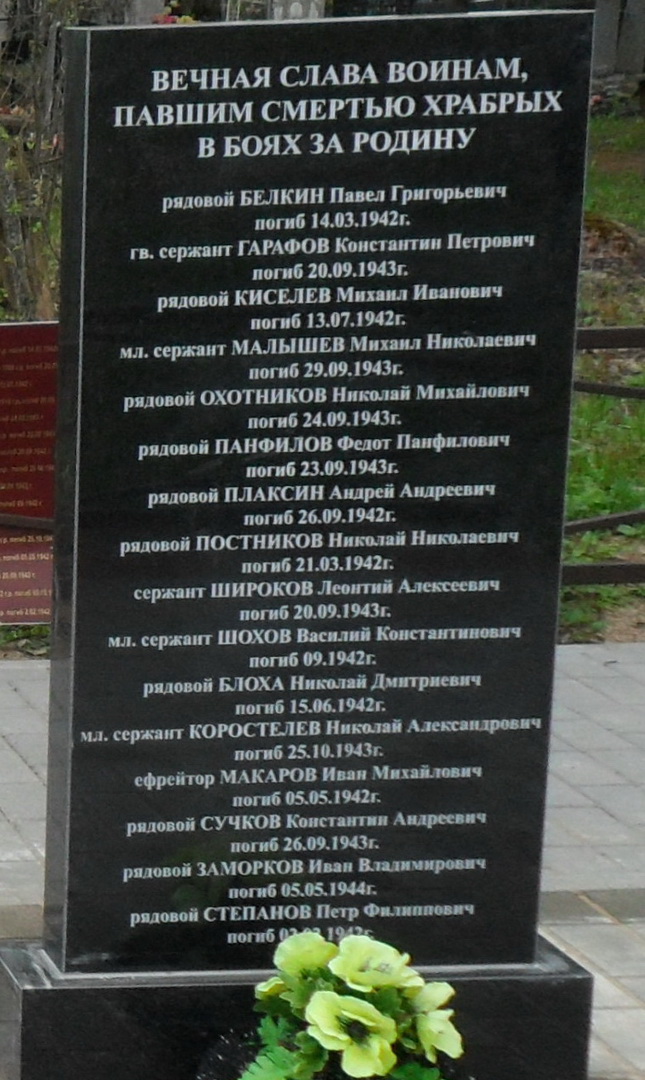 ВЕЧНАЯ СЛАВА ВОИНАМ,
ПАВШИМ СМЕРТЬЮ ХРАБРЫХ
В БОЯХ ЗА РОДИНУ
рядовой БЕЛКИН Павел Григорьевич
погиб 14.03.1942г.
гв. сержант ГАРАФОВ Константин Петрович
погиб 20.09.1943г.
рядовой КИСЕЛЕВ Михаил Иванович
погиб 13.07.1942г.
мл. сержант МАЛЫШЕВ Михаил Николаевич
погиб 29.09.1943г.
рядовой ОХОТНИКОВ Николай Михайлович
погиб 24.09.1943г.
рядовой ПАНФИЛОВ Федот Панфилович
погиб 23.09.1943г.
рядовой ПЛАКСИН Андрей Андреевич
погиб 26.09.1942г.
рядовой ПОСТНИКОВ Николай Николаевич
погиб 21.03.1942г.
сержант ШИРОКОВ Леонтий Алексеевич
погиб 20.09.1943г.
мл. сержант ШОХОВ Василий Константинович
погиб 09.1942г.
рядовой БЛОХА Николай Дмитриевич
погиб 15.06.1942г.
мл. сержант КОРОСТЕЛЕВ Николай Александрович
погиб 25.10.1943г.
ефрейтор МАКАРОВ Иван Михайлович
погиб 05.05.1942г.
рядовой СУЧКОВ Константин Андреевич
погиб 26.09.1943г.
рядовой ЗАМОРКОВ Иван Владимирович
погиб 05.05.1944г.
рядовой СТЕПАНОВ Петр Филиппович
погиб